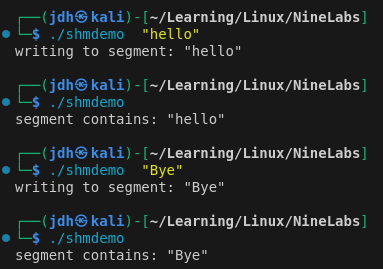 ┌──(jdh㉿kali)-[~/Learning/Linux/NineLabs]
└─$ ./shmdemo  "hello"
writing to segment: "hello"
┌──(jdh㉿kali)-[~/Learning/Linux/NineLabs]
└─$ ./shmdemo
segment contains: "hello"
┌──(jdh㉿kali)-[~/Learning/Linux/NineLabs]
└─$ ./shmdemo  "Bye"
writing to segment: "Bye"
┌──(jdh㉿kali)-[~/Learning/Linux/NineLabs]
└─$ ./shmdemo
segment contains: "Bye"